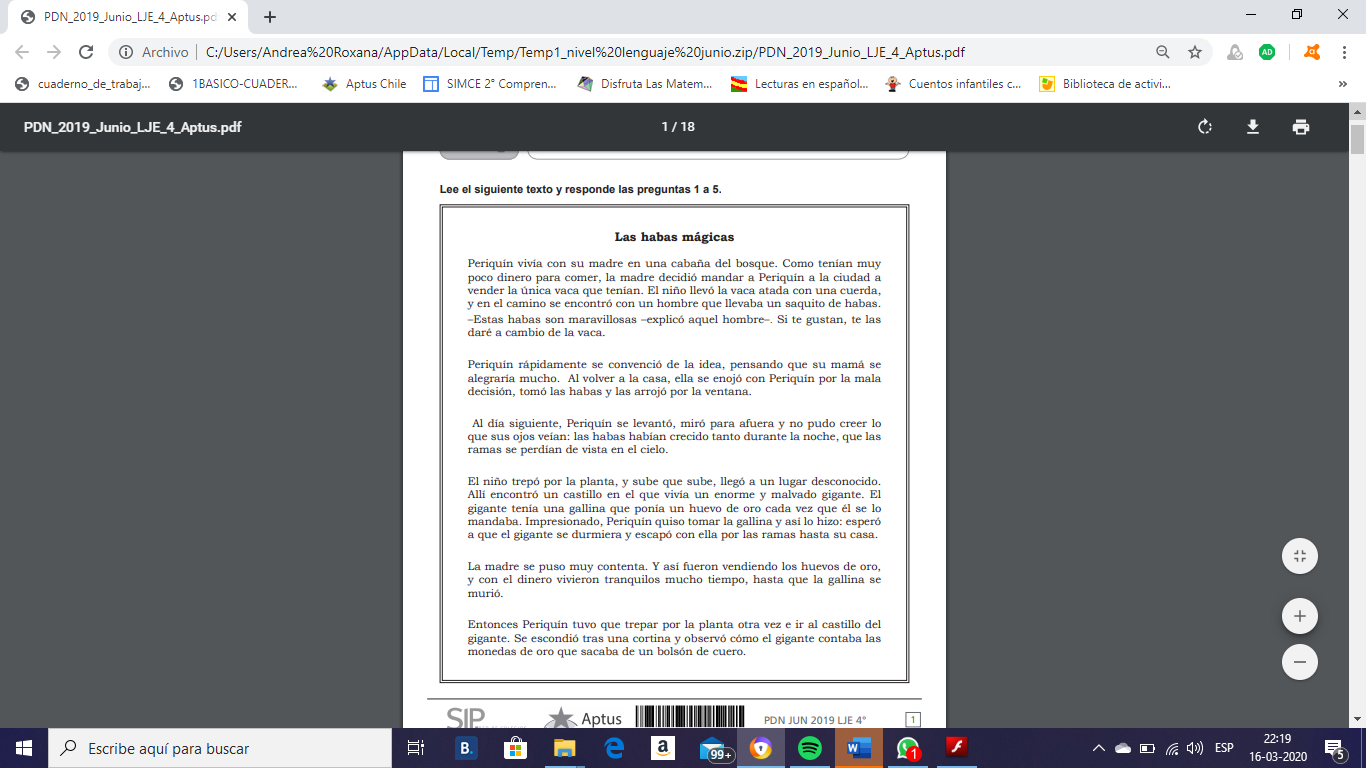 PDN_2019_Junio_LJE_4_Aptus.pd
Archivo
C:/Users/Andrea%20Roxana/AppData/Local/Temp/Temp1_nivel%20lenguaje%20junio.zip/PDN_2019_Junio_LJE_4_Aptus.pdf
AD
cuaderno_de_trabaj...
1BASICO-CUADER...
Aptus Chile
SIMCE 2° Compren...
Disfruta Las Matem...
Lecturas en español...
Cuentos infantiles c...
Biblioteca de activi...
»
PDN_2019_Junio_LJE_4_Aptus.pdf
1 / 18
Lee el siguiente texto y responde las preguntas 1 a 5.
Las habas mágicas
Periquín vivía con su madre en una cabaña del bosque. Como tenían muy
poco dinero para comer, la madre decidió mandar a Periquín a la ciudad a
vender la única vaca que tenían. El niño llevó la vaca atada con una cuerda,
y en el camino se encontró con un hombre que llevaba un saquito de habas.
–Estas habas son maravillosas –explicó aquel hombre–. Si te gustan, te las
daré a cambio de la vaca.
Periquín rápidamente se convenció de la idea, pensando que su mamá se
alegraría mucho. Al volver a la casa, ella se enojó con Periquín por la mala
decisión, tomó las habas y las arrojó por la ventana.
Al día siguiente, Periquín se levantó, miró para afuera y no pudo creer lo
que sus ojos veían: las habas habían crecido tanto durante la noche, que las
ramas se perdían de vista en el cielo.
El niño trepó por la planta, y sube que sube, llegó a un lugar desconocido.
Allí encontró un castillo en el que vivía un enorme y malvado gigante. El
gigante tenía una gallina que ponía un huevo de oro cada vez que él se lo
mandaba. Impresionado, Periquín quiso tomar la gallina y así lo hizo: esperó
a que el gigante se durmiera y escapó con ella por las ramas hasta su casa.
La madre se puso muy contenta. Y así fueron vendiendo los huevos de oro,
y con el dinero vivieron tranquilos mucho tiempo, hasta que la gallina se
murió.
Entonces Periquín tuvo que trepar por la planta otra vez e ir al castillo del
gigante. Se escondió tras una cortina y observó cómo el gigante contaba las
monedas de oro que sacaba de un bolsón de cuero.
SIP
Aptus
PDN JUN 2019 LJE 4°
1
Escribe aquí para buscar
B.
a
99+
1
ESP
22:19
16-03-2020
5